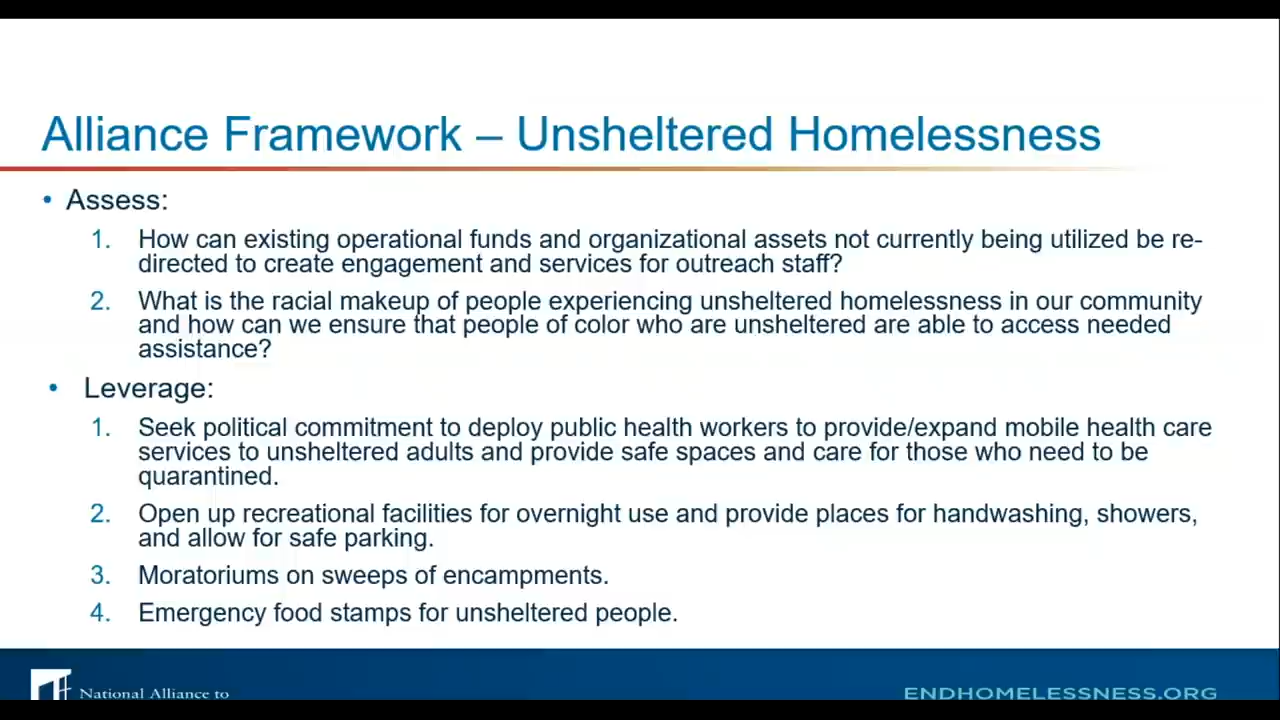 Alliance Framework – Unsheltered Homelessness
• Assess:
1. How can existing operational funds and organizational assets not currently being utilized be re-
directed to create engagement and services for outreach staff?
2. What is the racial makeup of people experiencing unsheltered homelessness in our community
and how can we ensure that people of color who are unsheltered are able to access needed
assistance?
• Leverage:
1. Seek political commitment to deploy public health workers to provide/expand mobile health care
services to unsheltered adults and provide safe spaces and care for those who need to be
quarantined.
2. Open up recreational facilities for overnight use and provide places for handwashing, showers,
and allow for safe parking.
3. Moratoriums on sweeps of encampments.
4. Emergency food stamps for unsheltered people.
National Alliance to
ENDHOMELESSNESS.ORG